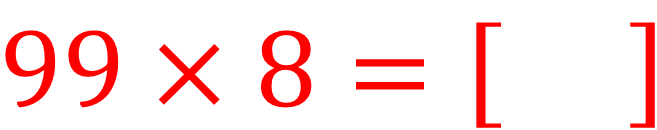 99 × 8 = [ ]